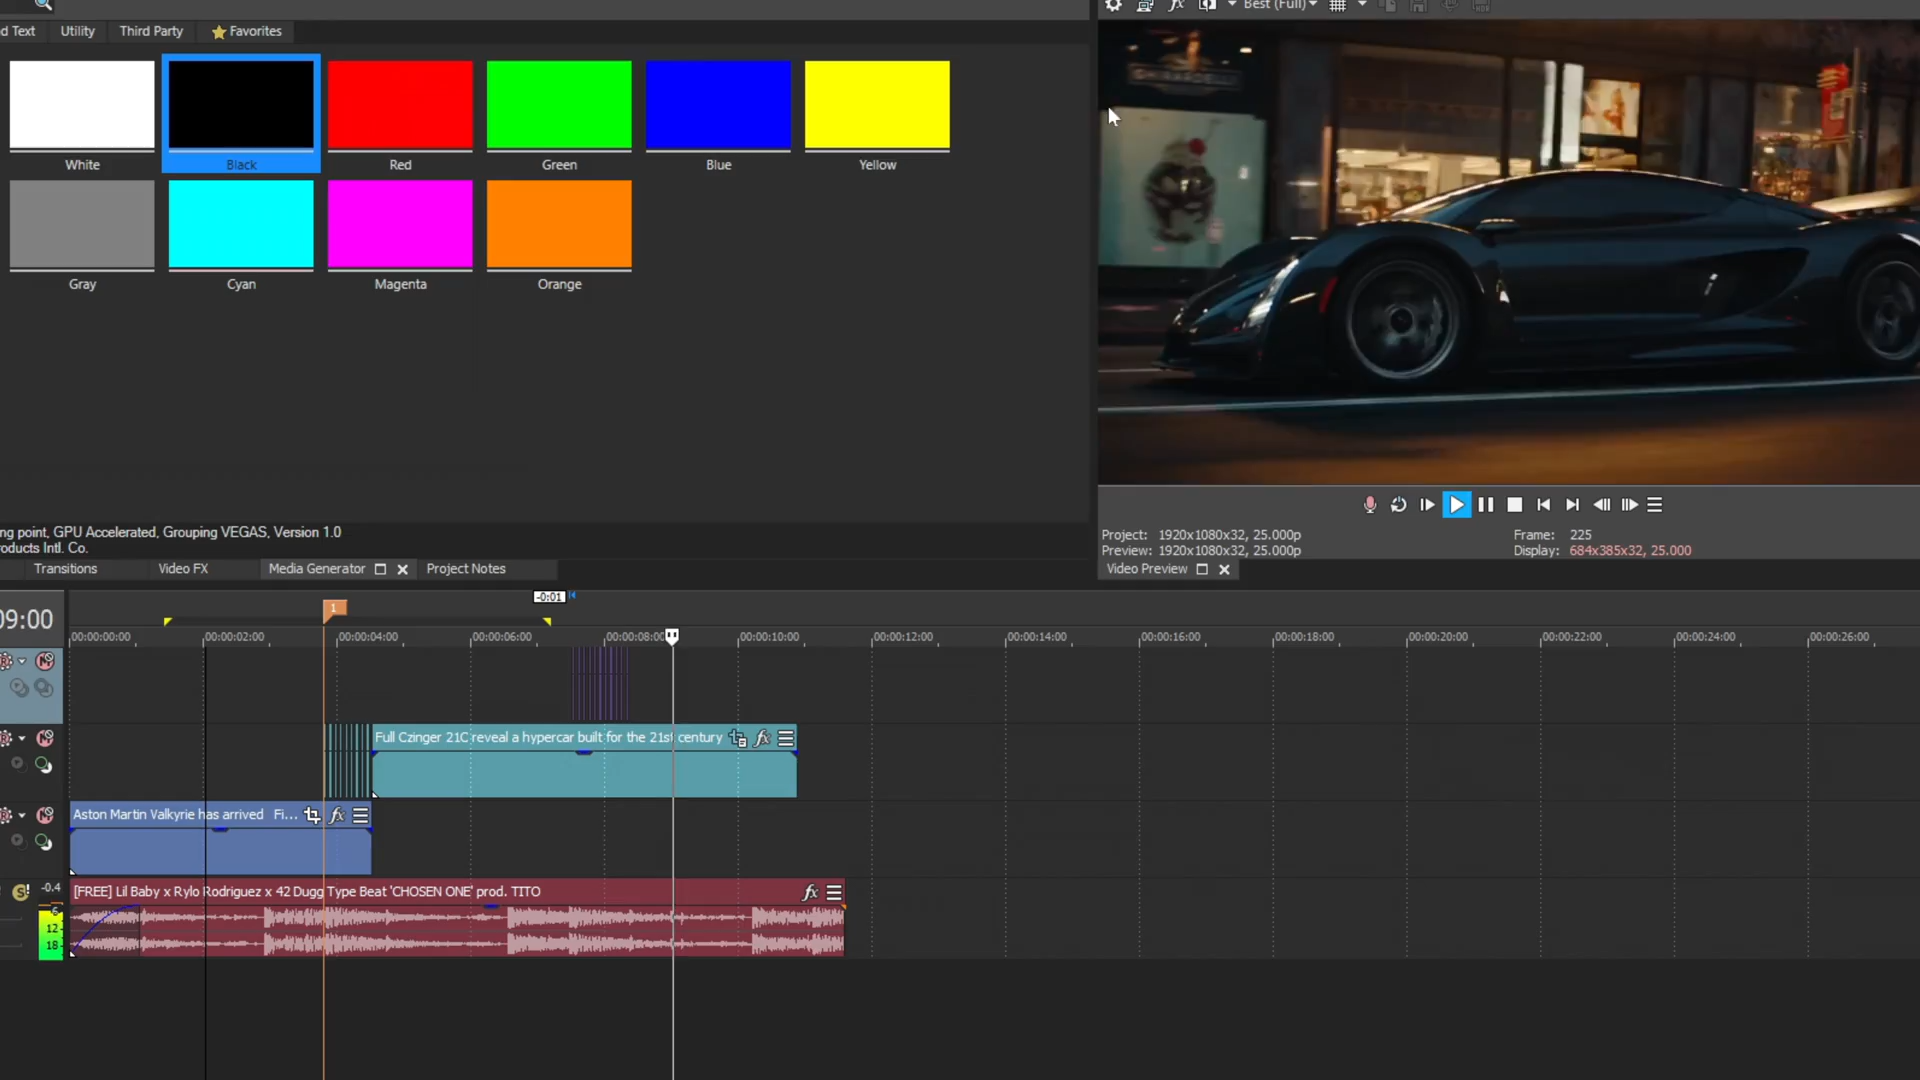 Best (Full)
d Text
Utility
Third Party
Favorites
White
Black
Red
Green
Blue
Yellow
Gray
Cyan
Magenta
Orange
GHIRARDELLI
ng point, GPU Accelerated, Grouping VEGAS, Version 1.0
oducts Intl. Co.
Project: 1920x1080x32, 25.000p
Preview: 1920x1080x32, 25.000p
Frame: 225
Display: 684x385x32, 25.000
Transitions
Video FX
Media Generator
Project Notes
Video Preview
-0:01
1
09:00
00:00:00:00
00:00:02:00
00:00:04:00
00:00:06:00
00:00:08:00
00:00:10:00
00:00:12:00
00:00:14:00
00:00:16:00
00:00:18:00
00:00:20:00
00:00:22:00
00:00:24:00
00:00:26:00
Full Czinger 21C reveal a hypercar built for the 21st century
Aston Martin Valkyrie has arrived Fi...
[FREE] Lil Baby x Rylo Rodriguez x 42 Dugg Type Beat 'CHOSEN ONE' prod. TITO
-0.4
6
12
18